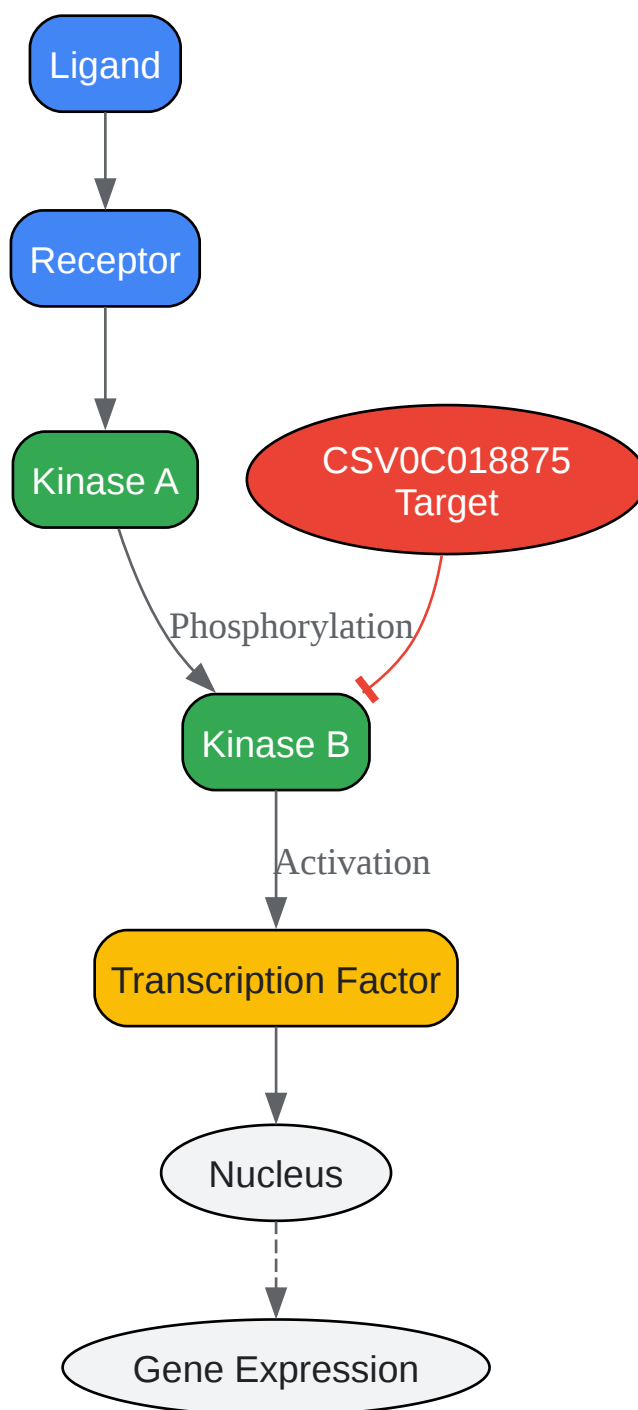 Ligand
Receptor
Kinase A
CSV0C018875
Target
Phosphorylation
Kinase B
Activation
Transcription Factor
Nucleus
Gene Expression